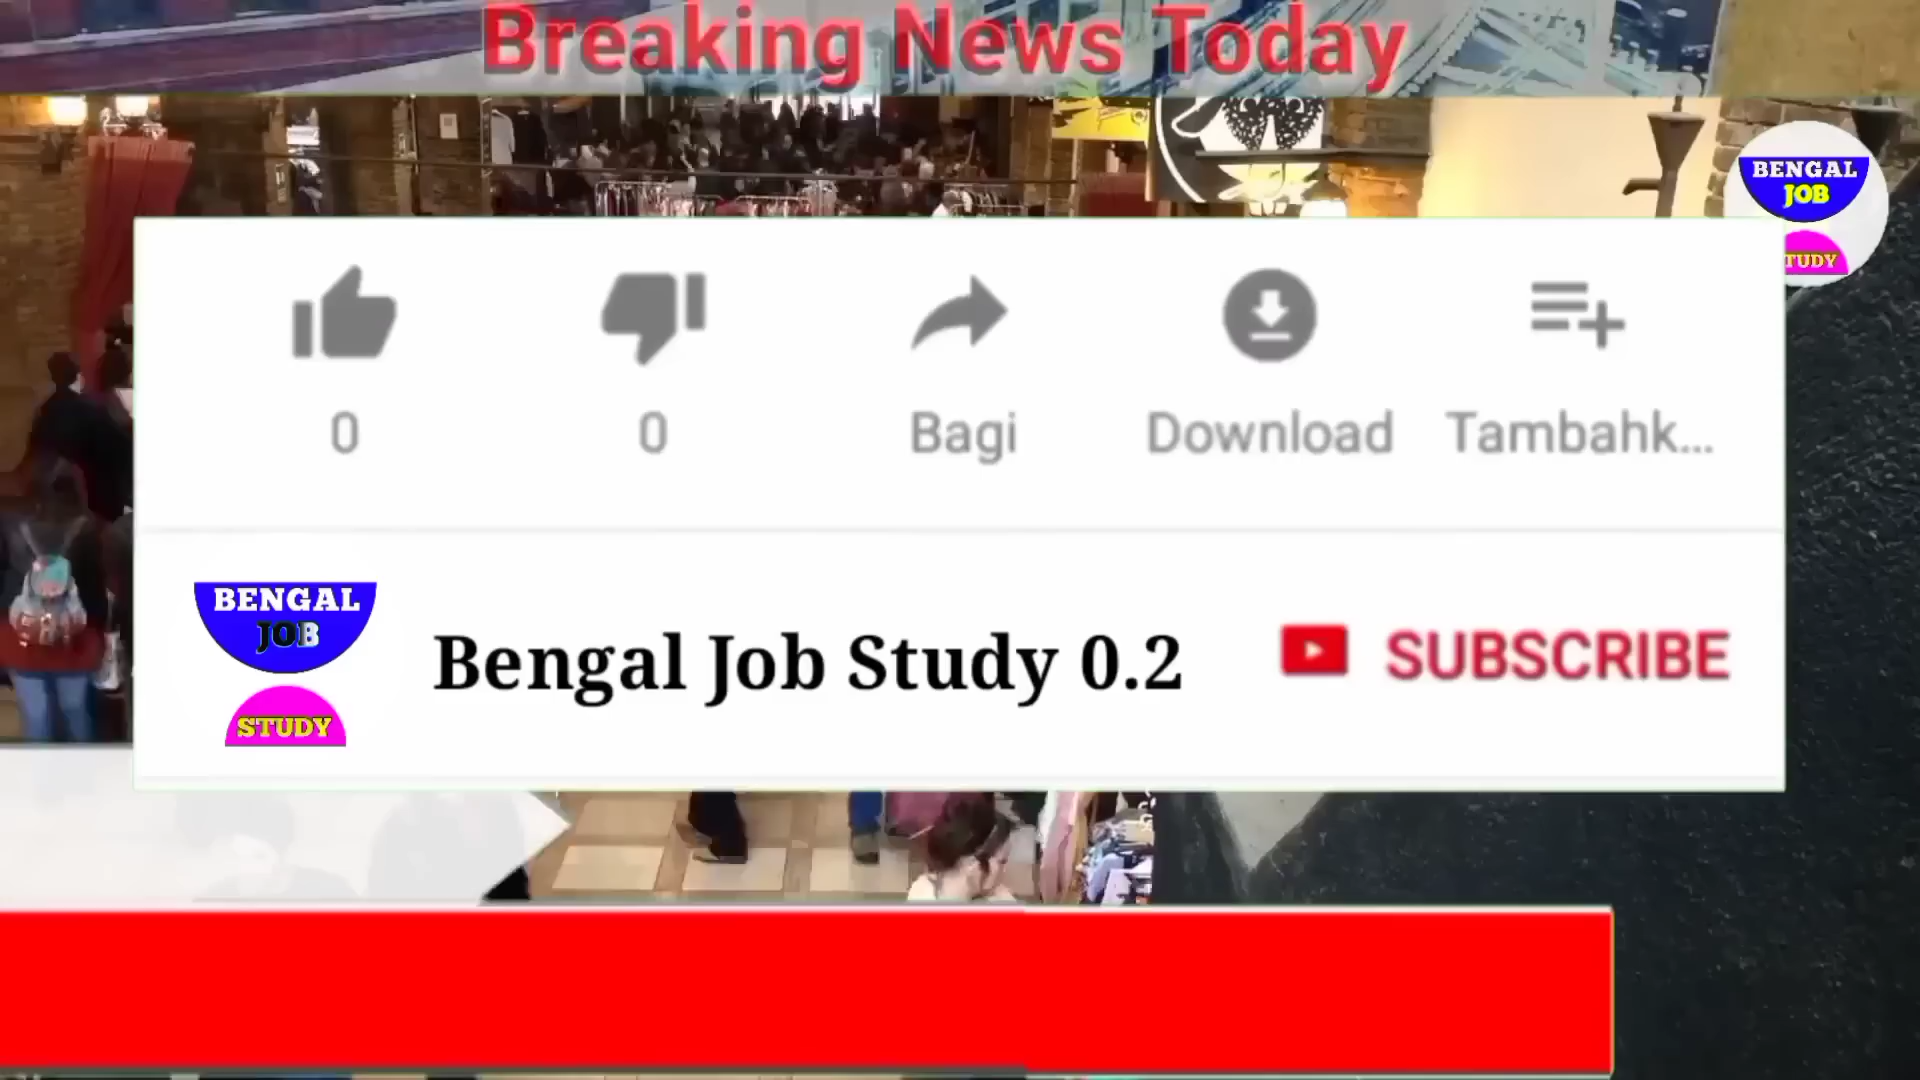 Breaking News Today
BENGAL
JOB
TUDY
0
0
Bagi
Download
Tambahk...
BENGAL
JOB
STUDY
Bengal Job Study 0.2
SUBSCRIBE